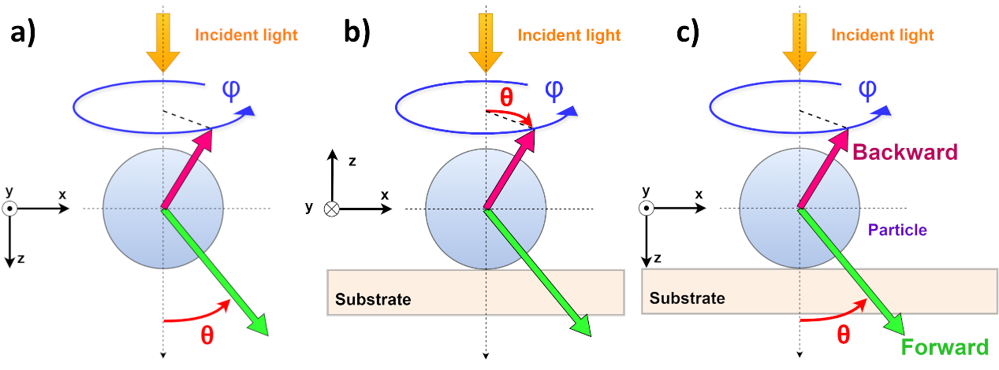 a)
Incident light
φ
y
x
z
θ
b)
Incident light
θ
φ
z
x
y
Substrate
c)
Incident light
φ
Backward
y
x
z
Particle
Substrate
θ
Forward